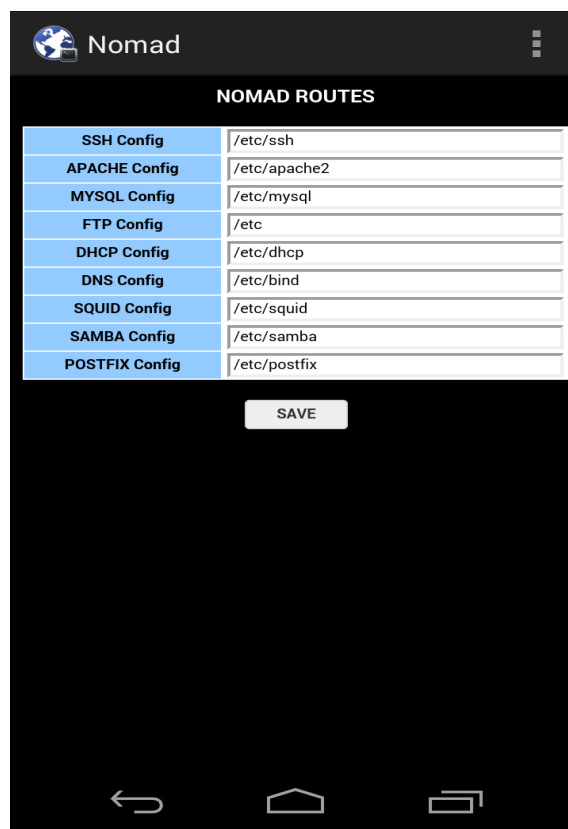 Nomad
NOMAD ROUTES
SSH Config /etc/ssh
APACHE Config /etc/apache2
MYSQL Config /etc/mysql
FTP Config /etc
DHCP Config /etc/dhcp
DNS Config /etc/bind
SQUID Config /etc/squid
SAMBA Config /etc/samba
POSTFIX Config /etc/postfix
SAVE